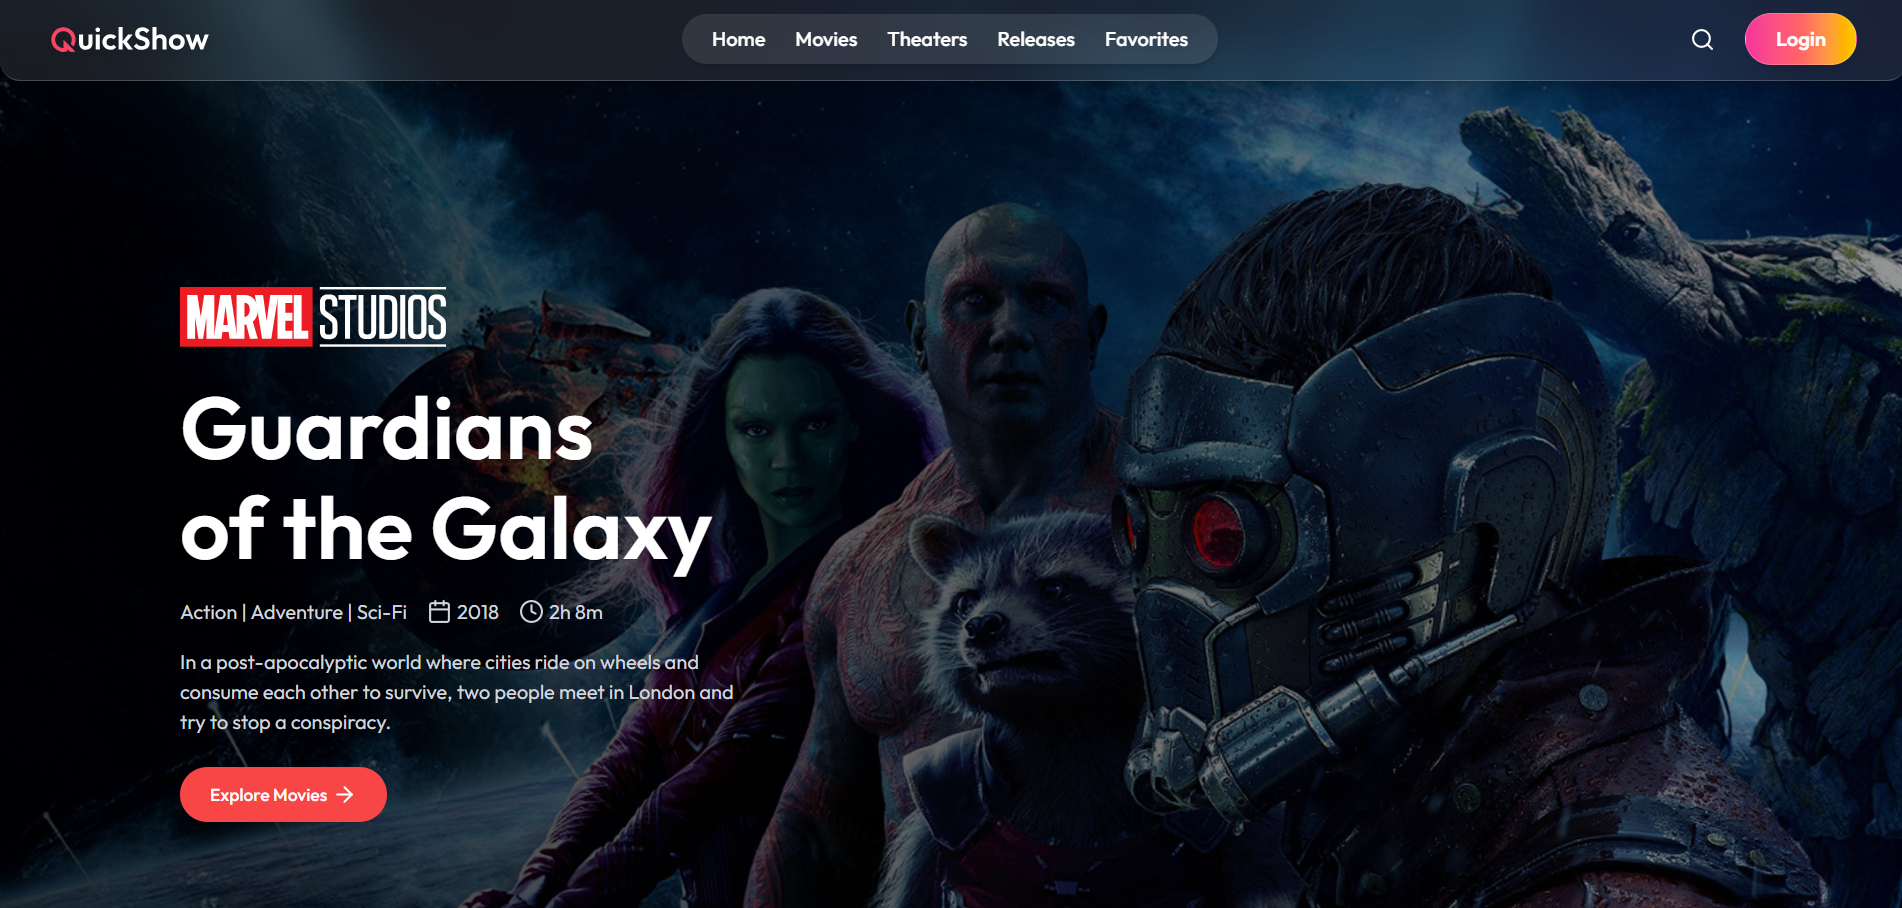 QuickShow
Home Movies Theaters Releases Favorites
Login
MARVEL STUDIOS
Guardians
of the Galaxy
Action | Adventure | Sci-Fi 2018 2h 8m
In a post-apocalyptic world where cities ride on wheels and
consume each other to survive, two people meet in London and
try to stop a conspiracy.
Explore Movies